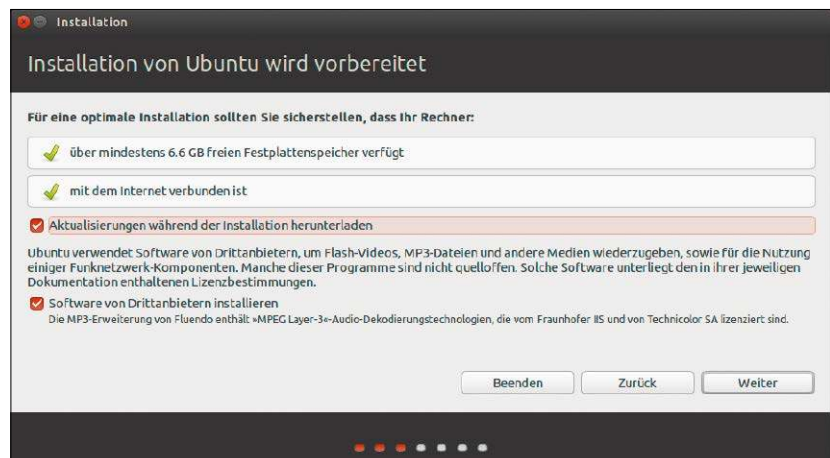 Installation
Installation von Ubuntu wird vorbereitet
Für eine optimale Installation sollten Sie sicherstellen, dass Ihr Rechner:
über mindestens 6.6 GB freien Festplattenspeicher verfügt
mit dem Internet verbunden ist
Aktualisierungen während der Installation herunterladen
Ubuntu verwendet Software von Drittanbietern, um Flash-Videos, MP3-Dateien und andere Medien wiederzugeben, sowie für die Nutzung
einiger Funknetzwerk-Komponenten. Manche dieser Programme sind nicht quelloffen. Solche Software unterliegt den in ihrer jeweiligen
Dokumentation enthaltenen Lizenzbestimmungen.
Software von Drittanbietern installieren
Die MP3-Erweiterung von Fluendo enthält »MPEG Layer-3«-Audio-Dekodierungstechnologien, die vom Fraunhofer IIS und von Technicolor SA lizenziert sind.
Beenden Zurück Weiter